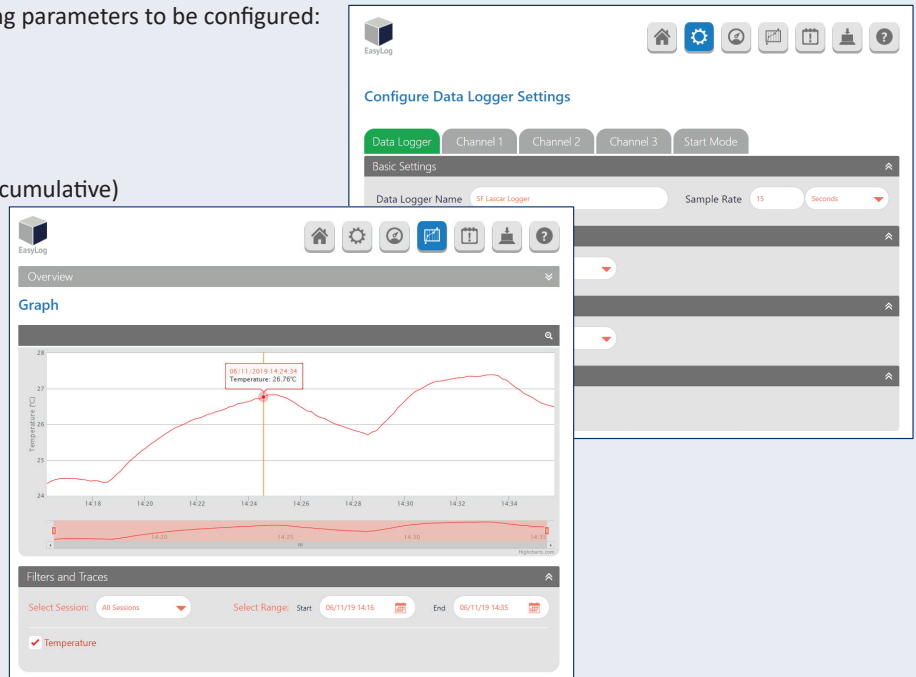 ng parameters to be configured:
cumulative)
EasyLog
Configure Data Logger Settings
Data Logger
Channel 1
Channel 2
Channel 3
Start Mode
Basic Settings
Data Logger Name
SF Lascar Logger
Sample Rate
15
Seconds
EasyLog
Overview
Graph
28
27
26
25
24
Temperature (°C)
06/11/2019 14:24:34
Temperature: 26.76°C
14:18
14:20
14:22
14:24
14:26
14:28
14:30
14:32
14:34
14:20
14:25
14:30
14:35
Highcharts.com
Filters and Traces
Select Session:
All Sessions
Select Range:
Start
06/11/19 14:16
End
06/11/19 14:35
Temperature